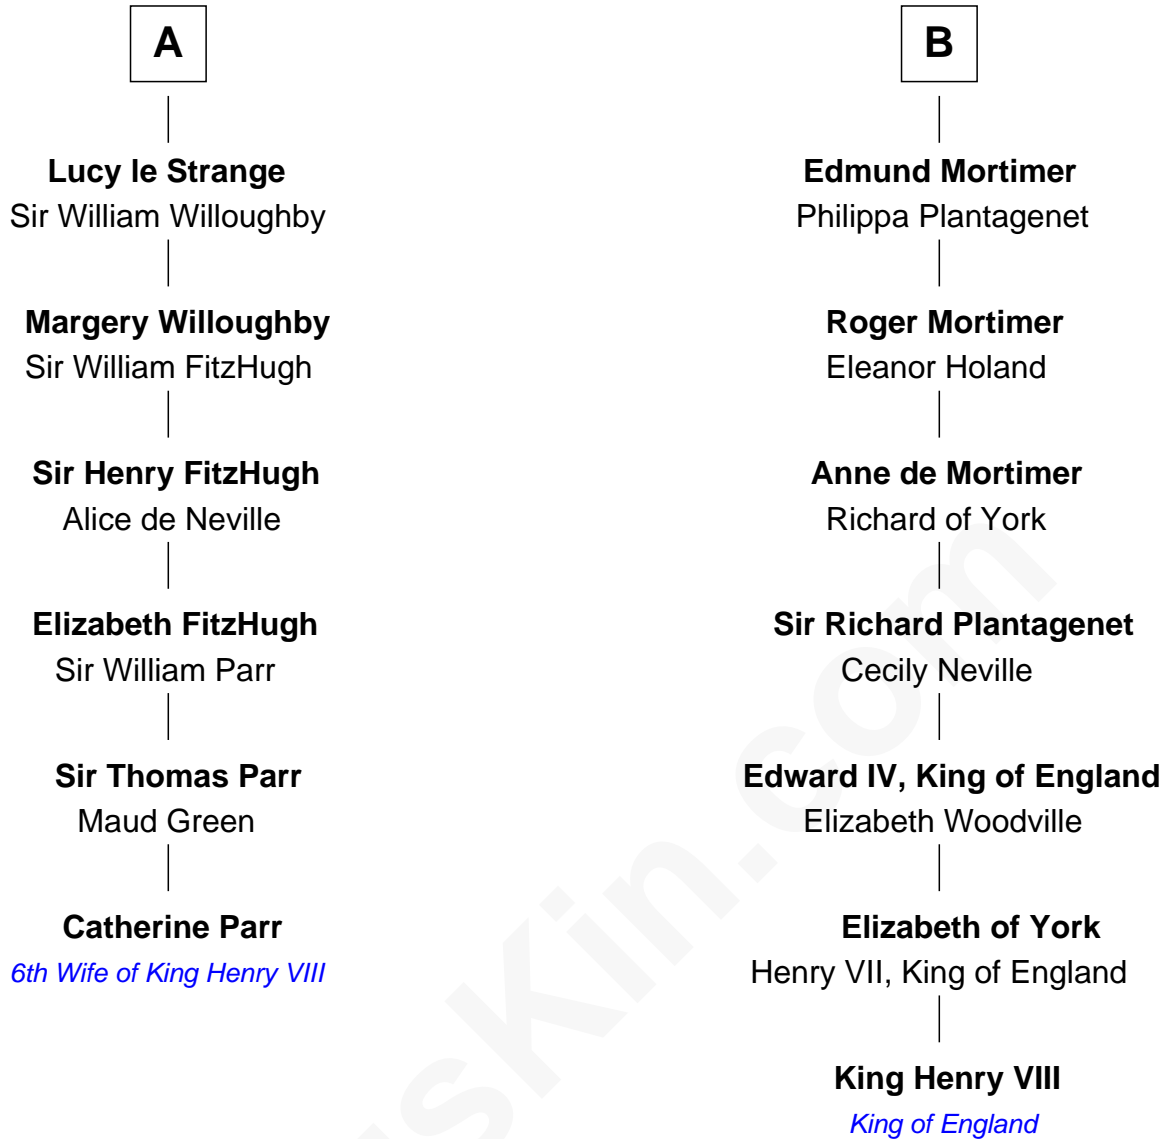 A
Lucy le Strange
Sir William Willoughby
Margery Willoughby
Sir William FitzHugh
Sir Henry FitzHugh
Alice de Neville
Elizabeth FitzHugh
Sir William Parr
Sir Thomas Parr
Maud Green
Catherine Parr
6th Wife of King Henry VIII
B
Edmund Mortimer
Philippa Plantagenet
Roger Mortimer
Eleanor Holand
Anne de Mortimer
Richard of York
Sir Richard Plantagenet
Cecily Neville
Edward IV, King of England
Elizabeth Woodville
Elizabeth of York
Henry VII, King of England
King Henry VIII
King of England
sKin.com